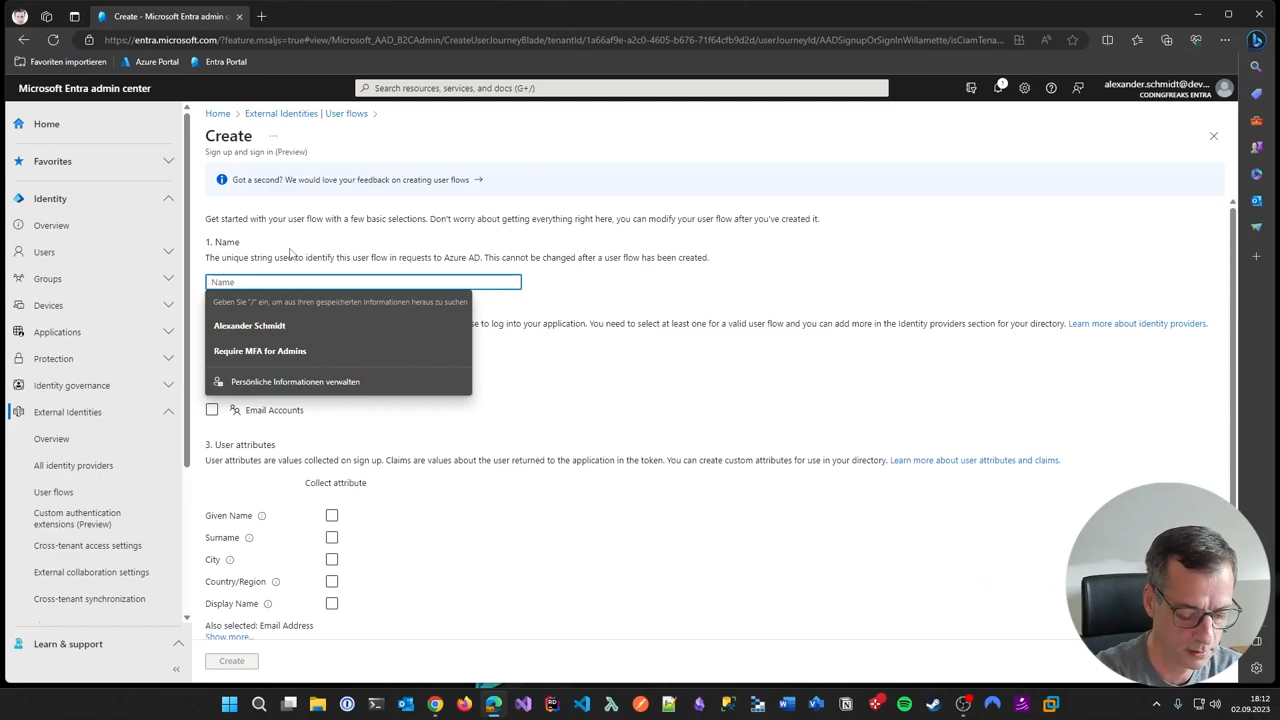 Create - Microsoft Entra admin c
https://entra.microsoft.com/?feature.msaljs=true#view/Microsoft_AAD_B2CAdmin/CreateUserJourneyBlade/tenantId/1a66af9e-a2c0-4605-b676-71f64cfb9d2d/userJourneyId/AADSignupOrSignInWillamette/isCiamTena...
Favoriten importieren
Azure Portal
Entra Portal
Microsoft Entra admin center
Search resources, services, and docs (G+/)
1
alexander.schmidt@dev...
CODINGFREAKS ENTRA
Home
Favorites
Identity
Overview
Users
Groups
Devices
Applications
Protection
Identity governance
External Identities
Overview
All identity providers
User flows
Custom authentication
extensions (Preview)
Cross-tenant access settings
External collaboration settings
Cross-tenant synchronization
Learn & support
Home > External Identities | User flows >
Create ...
Sign up and sign in (Preview)
Got a second? We would love your feedback on creating user flows →
Get started with your user flow with a few basic selections. Don't worry about getting everything right here, you can modify your user flow after you've created it.
1. Name
The unique string used to identify this user flow in requests to Azure AD. This cannot be changed after a user flow has been created.
Name
Geben Sie "/" ein, um aus Ihren gespeicherten Informationen heraus zu suchen
Alexander Schmidt
Require MFA for Admins
Persönliche Informationen verwalten
se to log into your application. You need to select at least one for a valid user flow and you can add more in the Identity providers section for your directory. Learn more about identity providers.
Email Accounts
3. User attributes
User attributes are values collected on sign up. Claims are values about the user returned to the application in the token. You can create custom attributes for use in your directory. Learn more about user attributes and claims.
Collect attribute
Given Name
Surname
City
Country/Region
Display Name
Also selected: Email Address
Show more...
Create
18:12
02.09.2023